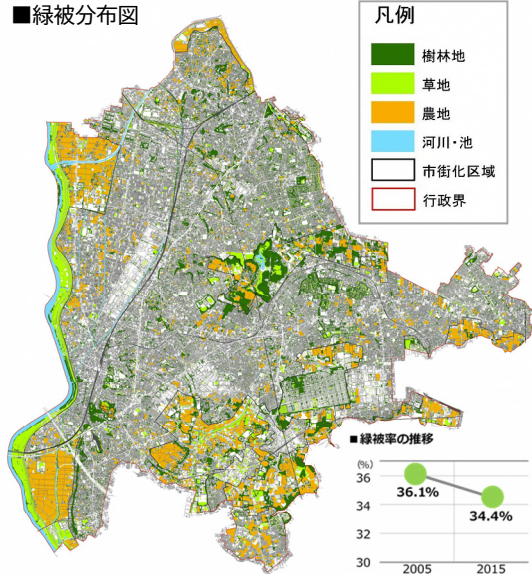 ■緑被分布図
凡例
樹林地
草地
農地
河川・池
市街化区域
行政界
■緑被率の推移
(%)
36
34
32
30
36.1%
34.4%
2005
2015